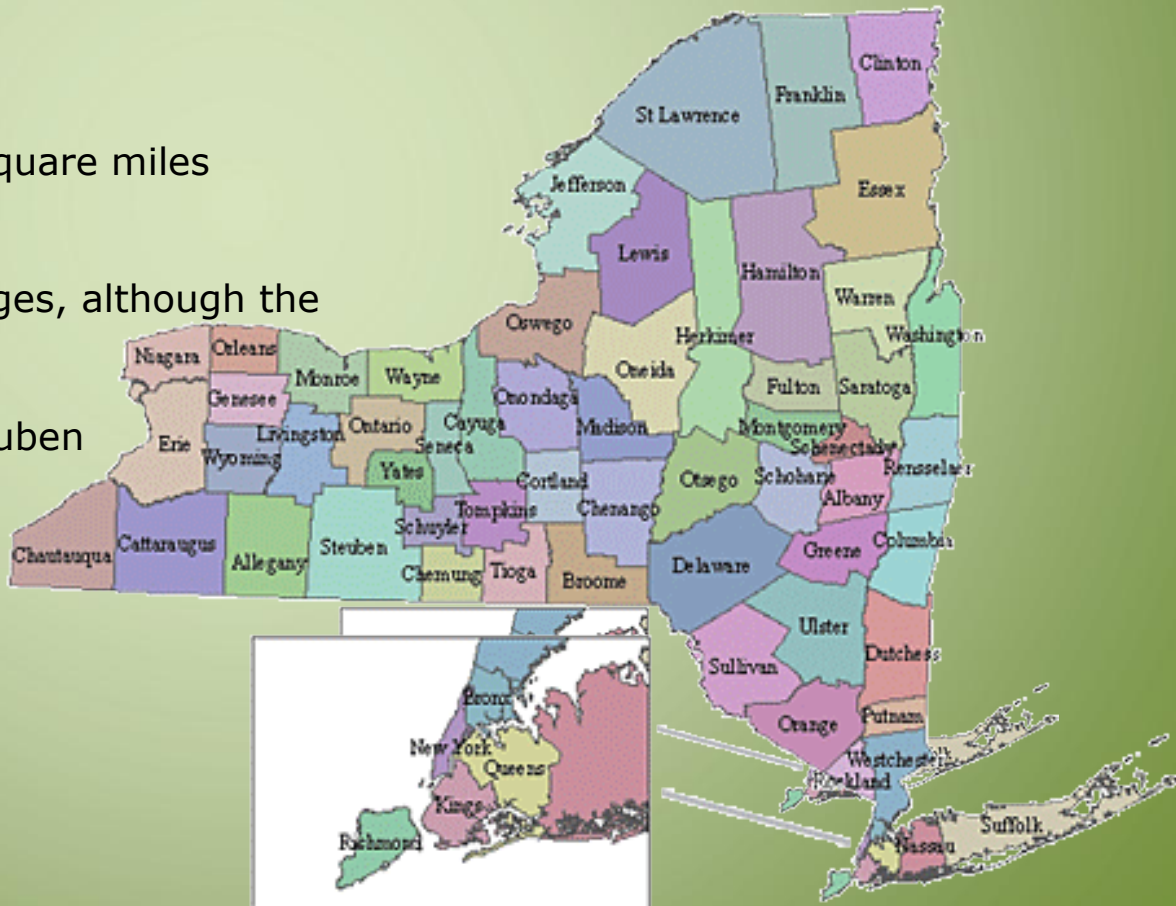 quare miles
ges, although the
uben
Clinton
Franklin
St Lawrence
Jefferson
Essex
Lewis
Hamilton
Warren
Oswego
Herkimer
Washington
Niagara
Orleans
Monroe
Wayne
Oneida
Fulton
Saratoga
Genesee
Onondaga
Erie
Livingston
Ontario
Cayuga
Madison
Montgomery
Seneca
Schenectady
Wyoming
Yates
Cortland
Otsego
Schoharie
Rensselaer
Albany
Tompkins
Chenango
Schuyler
Chautauqua
Cattaraugus
Allegany
Steuben
Greene
Columbia
Chemung
Tioga
Broome
Delaware
Ulster
Sullivan
Dutchess
Bronx
Orange
Putnam
New York
Queens
Westchester
Rockland
Kings
Richmond
Nassau
Suffolk